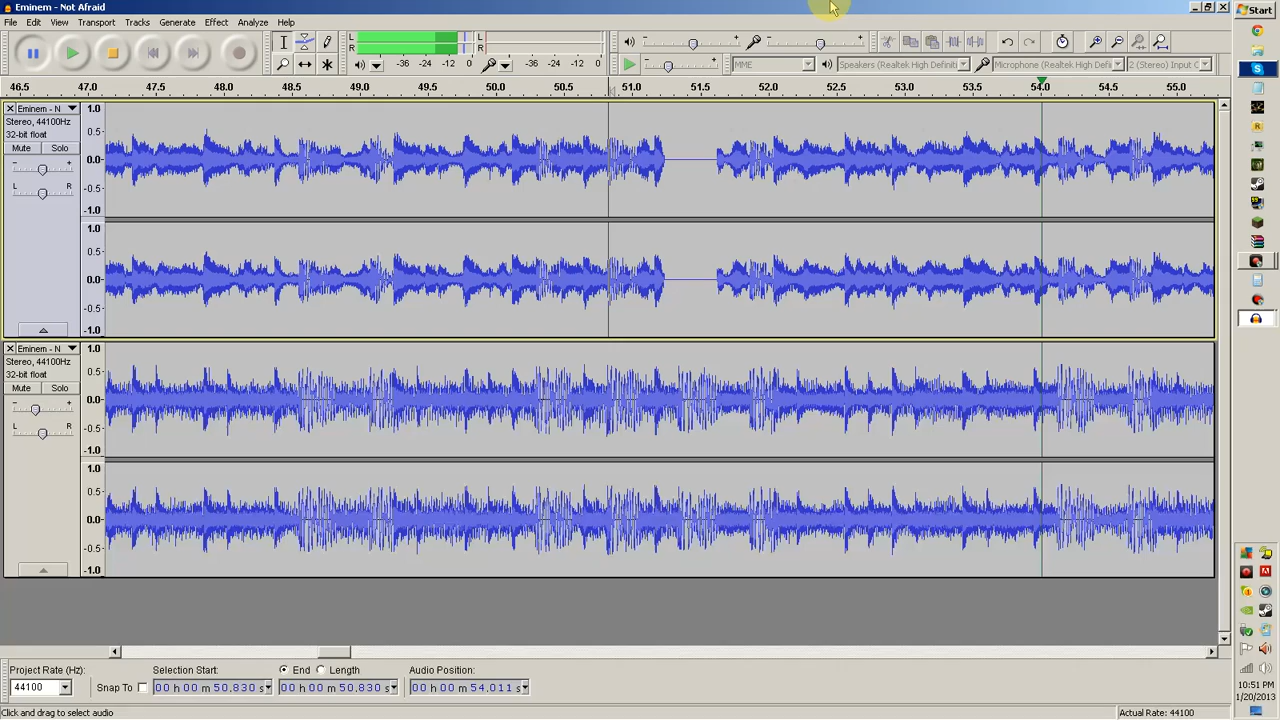 Eminem - Not Afraid
File Edit View Transport Tracks Generate Effect Analyze Help
L
R
-36 -24 -12 0
L
R
-36 -24 -12 0
MME
Speakers (Realtek High Definiti
Microphone (Realtek High Defini
2 (Stereo) Input C
46.5 47.0 47.5 48.0 48.5 49.0 49.5 50.0 50.5 51.0 51.5 52.0 52.5 53.0 53.5 54.0 54.5 55.0
Eminem - N
Stereo, 44100Hz
32-bit float
Mute Solo
- +
L R
1.0
0.5
0.0
-0.5
-1.0
1.0
0.5
0.0
-0.5
-1.0
Eminem - N
Stereo, 44100Hz
32-bit float
Mute Solo
- +
L R
1.0
0.5
0.0
-0.5
-1.0
1.0
0.5
0.0
-0.5
-1.0
Project Rate (Hz):
44100
Snap To
Selection Start:
End Length
Audio Position:
00 h 00 m 50.830 s
00 h 00 m 50.830 s
00 h 00 m 54.011 s
Click and drag to select audio
Actual Rate: 44100
Start
10:51 PM
1/20/2013